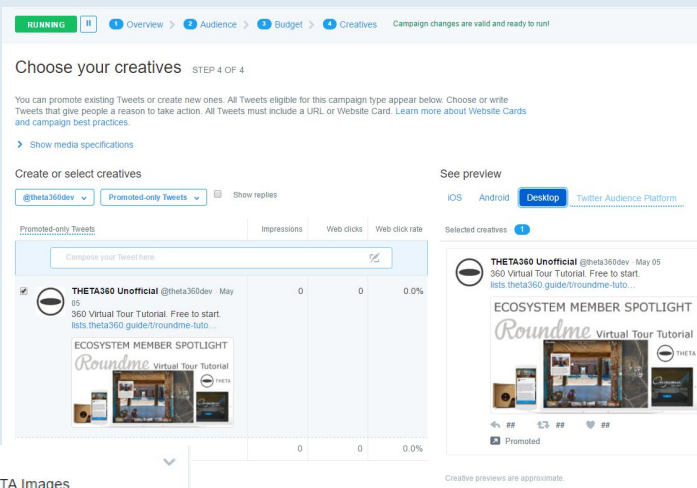 RUNNING 1 Overview > 2 Audience > 3 Budget > 4 Creatives Campaign changes are valid and ready to run!
Choose your creatives STEP 4 OF 4
You can promote existing Tweets or create new ones. All Tweets eligible for this campaign type appear below. Choose or write
Tweets that give people a reason to take action. All Tweets must include a URL or Website Card. Learn more about Website Cards
and campaign best practices.
> Show media specifications
Create or select creatives
@theta360dev Promoted-only Tweets Show replies
Promoted-only Tweets Impressions Web clicks Web click rate
Compose your Tweet here.
THETA360 Unofficial @theta360dev · May
05
360 Virtual Tour Tutorial. Free to start.
lists.theta360.guide/t/roundme-tuto...
0 0 0.0%
ECOSYSTEM MEMBER SPOTLIGHT
Roundme Virtual Tour Tutorial
THETA
0 0 0.0%
TA Images
See preview
iOS Android Desktop Twitter Audience Platform
Selected creatives 1
THETA360 Unofficial @theta360dev · May 05
360 Virtual Tour Tutorial. Free to start.
lists.theta360.guide/t/roundme-tuto...
ECOSYSTEM MEMBER SPOTLIGHT
Roundme Virtual Tour Tutorial
THETA
## ## ##
Promoted
Creative previews are approximate.